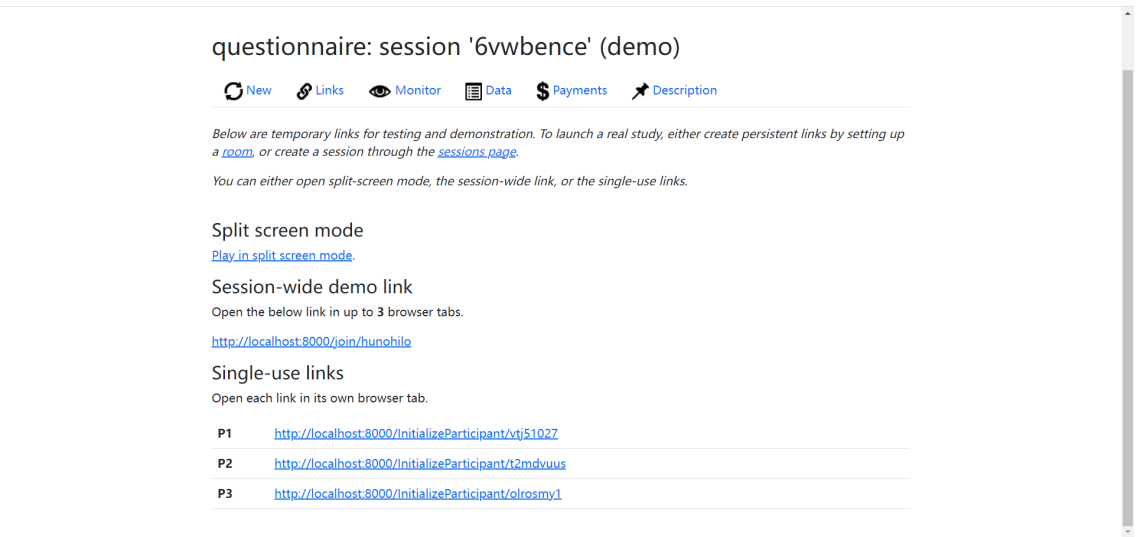 questionnaire: session '6vwbence' (demo)
New Links Monitor Data Payments Description
Below are temporary links for testing and demonstration. To launch a real study, either create persistent links by setting up
a room, or create a session through the sessions page.
You can either open split-screen mode, the session-wide link, or the single-use links.
Split screen mode
Play in split screen mode.
Session-wide demo link
Open the below link in up to 3 browser tabs.
http://localhost:8000/join/hunohilo
Single-use links
Open each link in its own browser tab.
P1 http://localhost:8000/InitializeParticipant/vtj51027
P2 http://localhost:8000/InitializeParticipant/t2mdvuus
P3 http://localhost:8000/InitializeParticipant/olrosmy1